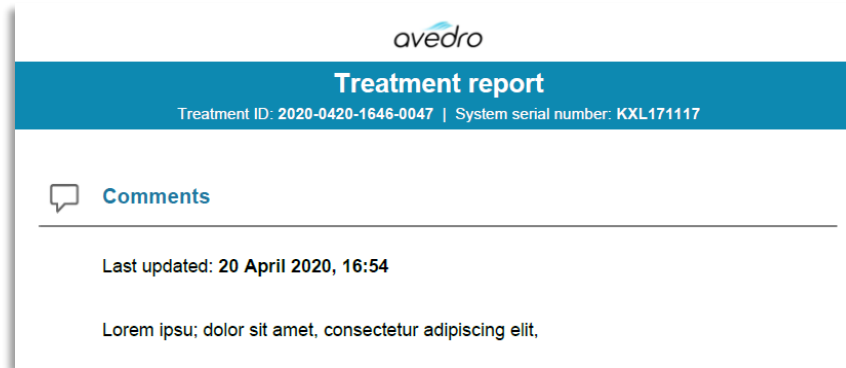 avedro
Treatment report
Treatment ID: 2020-0420-1646-0047 | System serial number: KXL171117
Comments
Last updated: 20 April 2020, 16:54
Lorem ipsu; dolor sit amet, consectetur adipiscing elit,